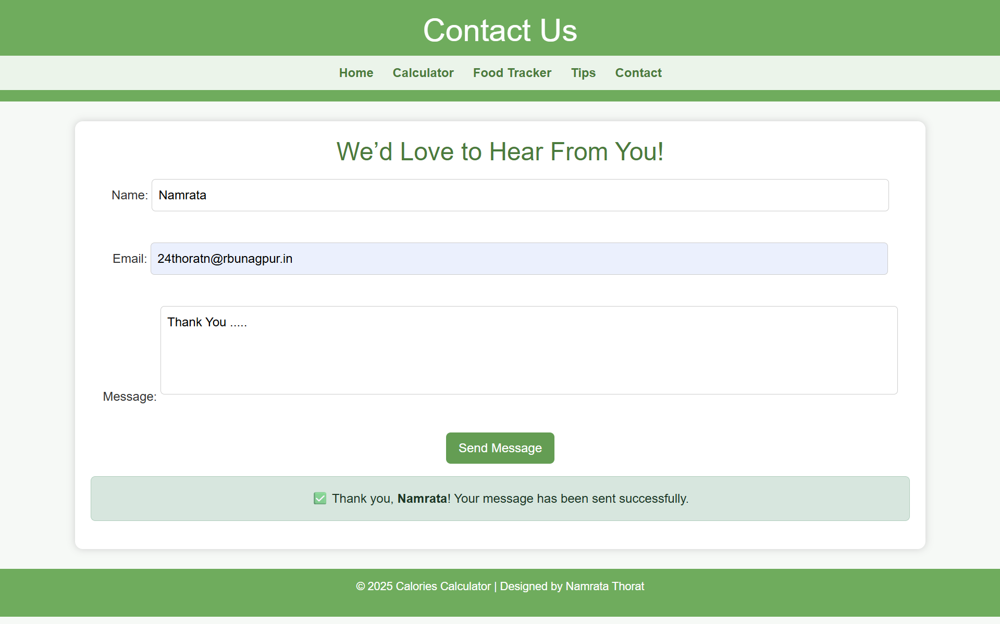 Contact Us
Home Calculator Food Tracker Tips Contact
We’d Love to Hear From You!
Name: Namrata
Email: 24thoratn@rbunagpur.in
Thank You .....
Message:
Send Message
✅ Thank you, Namrata! Your message has been sent successfully.
© 2025 Calories Calculator | Designed by Namrata Thorat